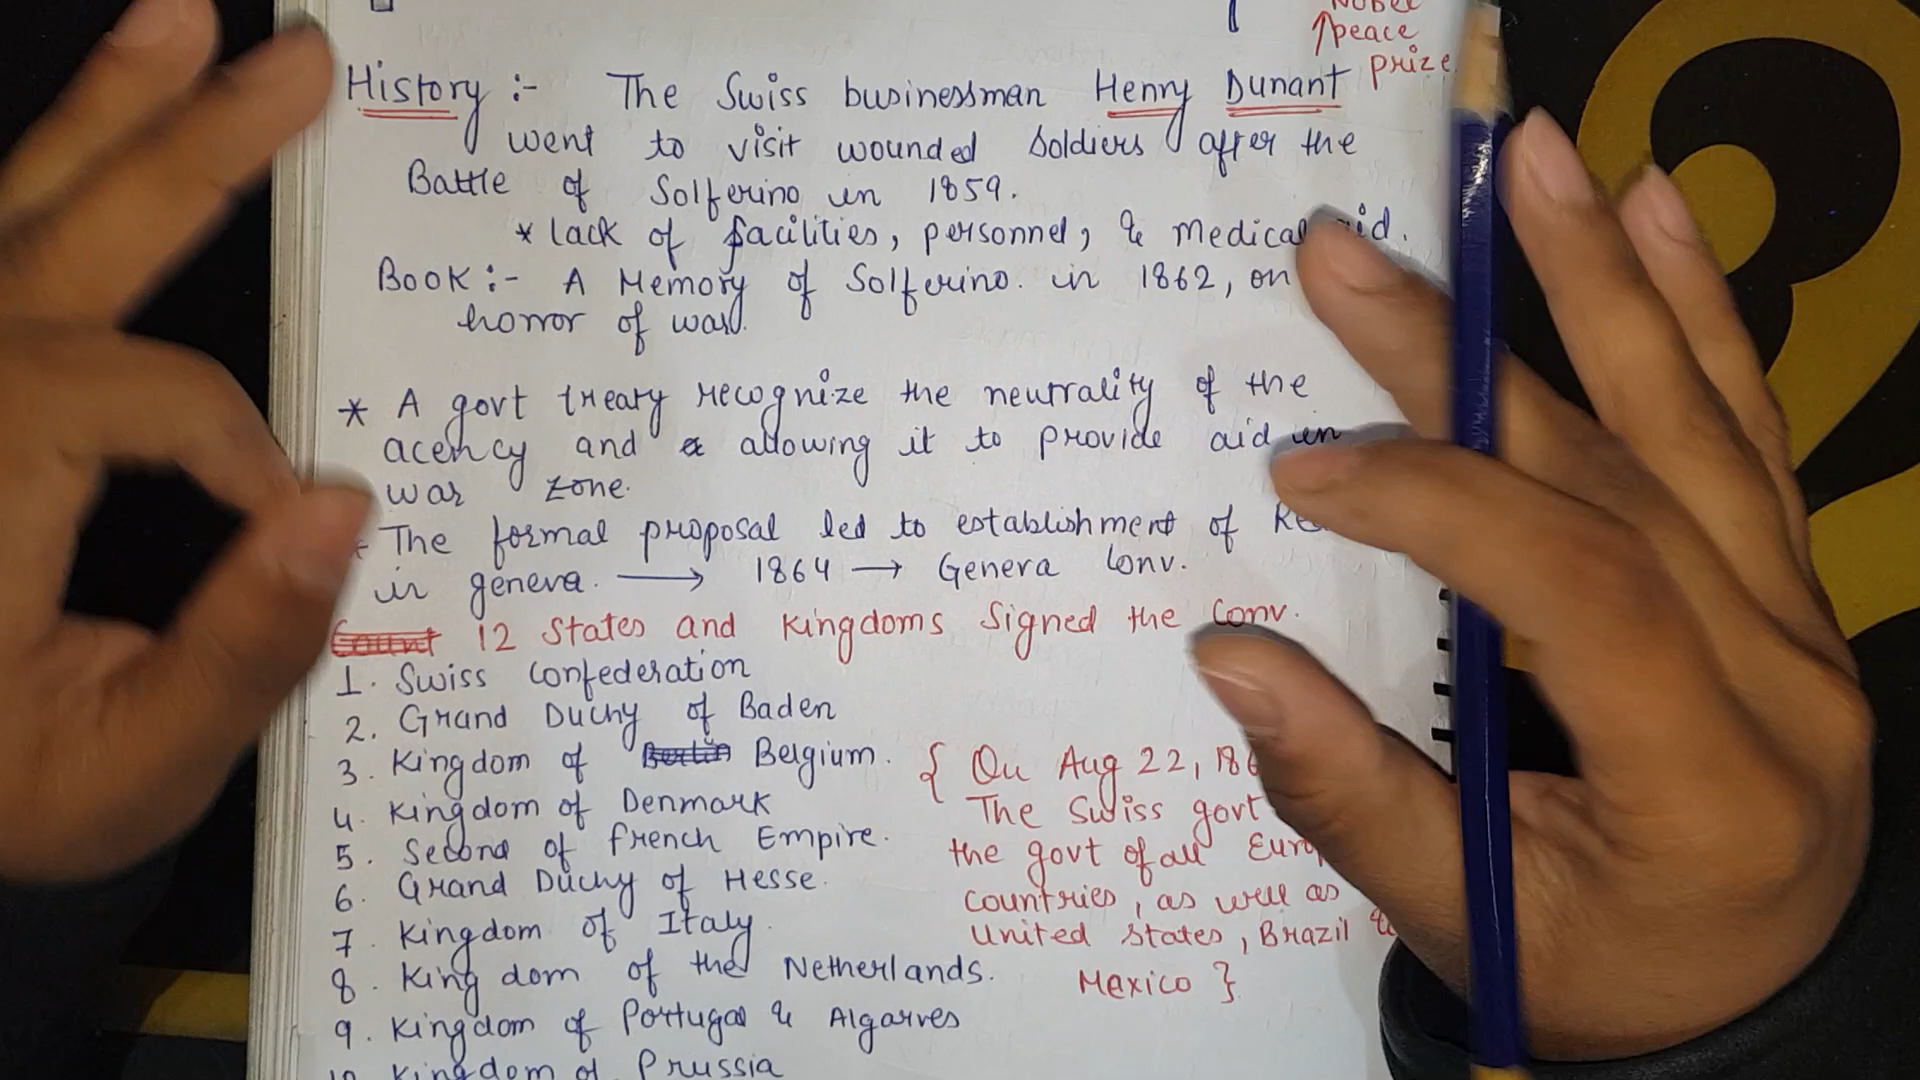 Nobel
↑peace
prize.
History :- The Swiss businessman Henry Dunant
went to visit wounded soldiers after the
Battle of Solferino in 1859.
* lack of facilities, personnel, & medical aid.
Book :- A Memory of Solferino. in 1862, on
horror of war.
* A govt treaty recognize the neutrality of the
acency and allowing it to provide aid in
war zone.
* The formal proposal led to establishment of
in geneva. → 1864 → Geneva Conv.
12 States and kingdoms Signed the Conv.
1. Swiss Confederation
2. Grand Duchy of Baden
3. Kingdom of Belgium.
4. Kingdom of Denmark
5. Second of french Empire.
6. Grand Duchy of Hesse.
7. Kingdom of Italy.
8. King dom of the Netherlands.
9. Kingdom of Portugal & Algarves
10 Kingdom of Prussia
{ On Aug 22,
The Swiss govt
the govt of all
Countries, as well as
United States, Brazil &
Mexico }